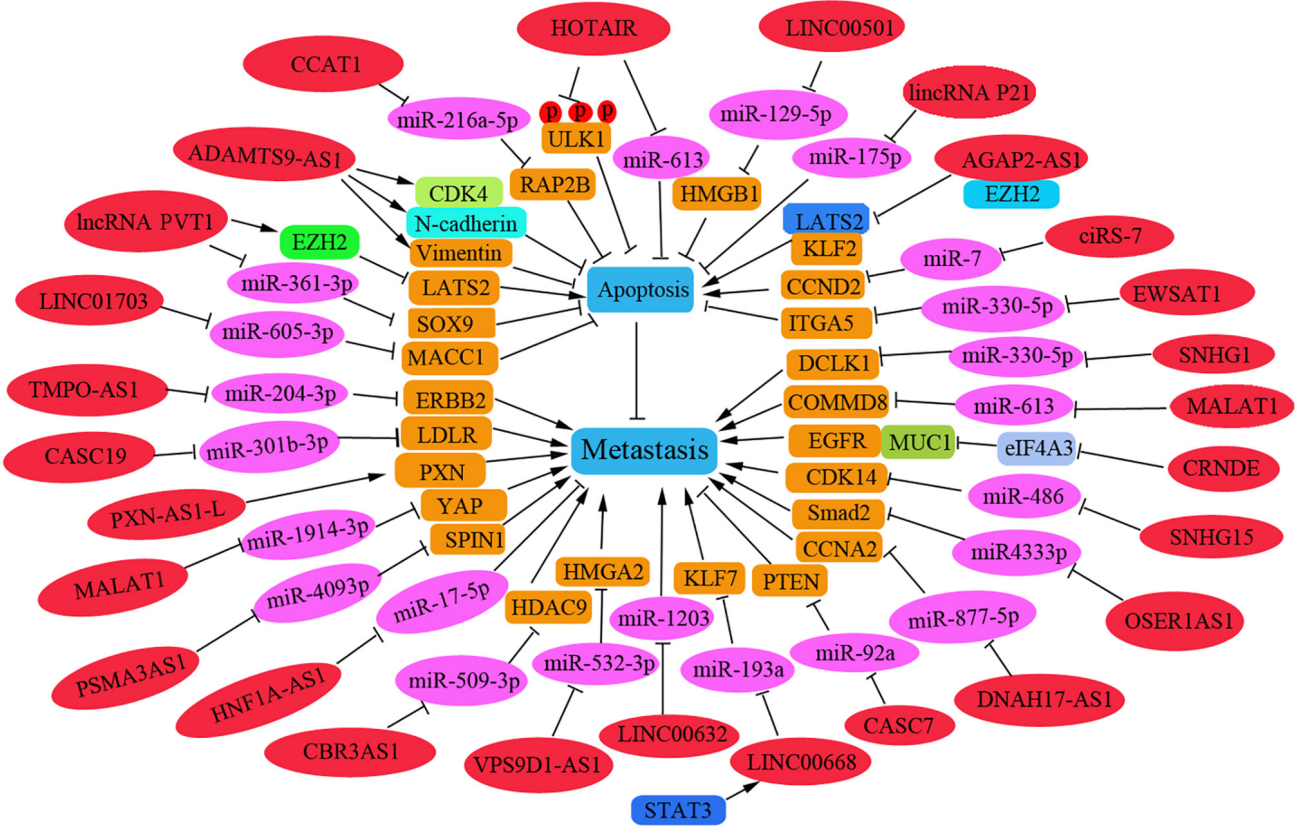 HOTAIR
LINC00501
CCAT1
lincRNA P21
miR-216a-5p
p p p
miR-129-5p
ULK1
ADAMTS9-AS1
miR-613
miR-175p
AGAP2-AS1
RAP2B
HMGB1
EZH2
CDK4
N-cadherin
LATS2
lncRNA PVT1
EZH2
Vimentin
KLF2
miR-7
ciRS-7
miR-361-3p
LATS2
Apoptosis
CCND2
LINC01703
SOX9
ITGA5
miR-330-5p
EWSAT1
miR-605-3p
MACC1
DCLK1
miR-330-5p
SNHG1
TMPO-AS1
miR-204-3p
ERBB2
COMMD8
miR-613
MALAT1
CASC19
miR-301b-3p
LDLR
Metastasis
EGFR
MUC1
eIF4A3
CRNDE
PXN
CDK14
miR-486
PXN-AS1-L
YAP
Smad2
SNHG15
miR-1914-3p
SPIN1
CCNA2
miR4333p
MALAT1
HMGA2
KLF7
PTEN
miR-4093p
miR-17-5p
HDAC9
miR-1203
miR-877-5p
OSER1AS1
PSMA3AS1
miR-532-3p
miR-193a
miR-92a
HNF1A-AS1
miR-509-3p
DNAH17-AS1
CBR3AS1
VPS9D1-AS1
LINC00632
CASC7
LINC00668
STAT3